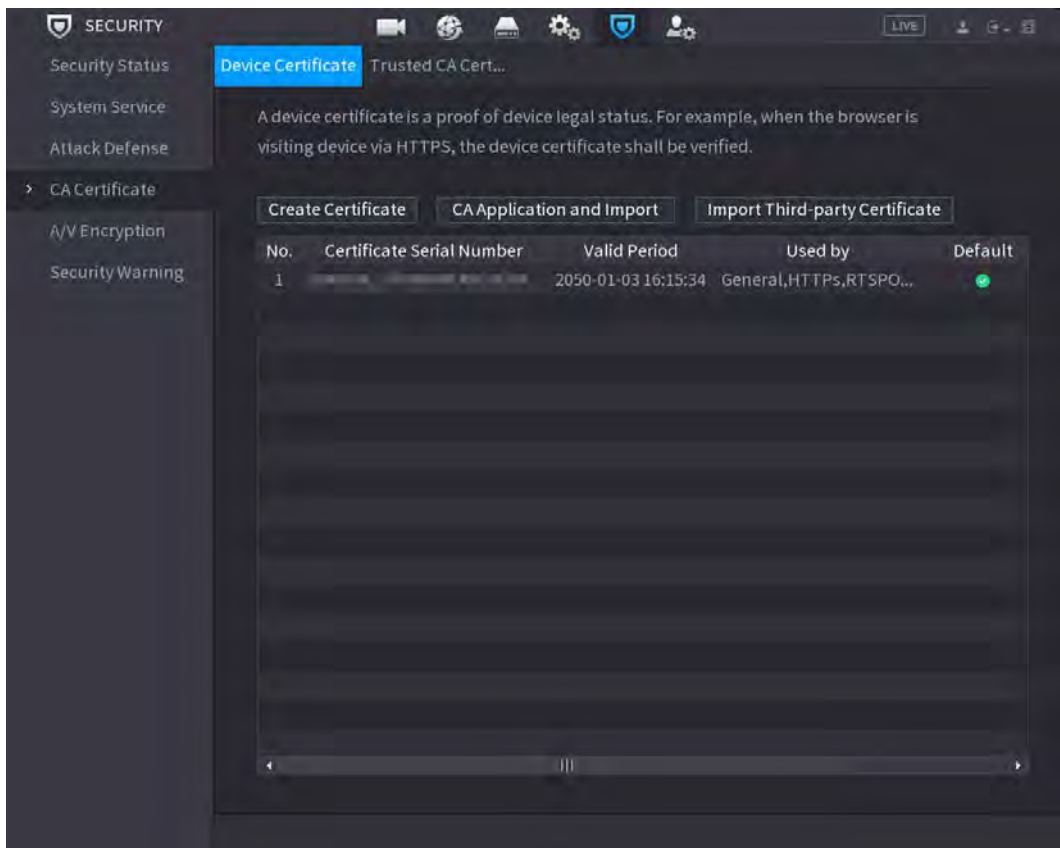 SECURITY
LIVE
Security Status
System Service
Attack Defense
CA Certificate
A/V Encryption
Security Warning
Device Certificate
Trusted CA Cert...
A device certificate is a proof of device legal status. For example, when the browser is
visiting device via HTTPS, the device certificate shall be verified.
Create Certificate
CA Application and Import
Import Third-party Certificate
No. Certificate Serial Number Valid Period Used by Default
1 2050-01-03 16:15:34 General,HTTPs,RTSPO...